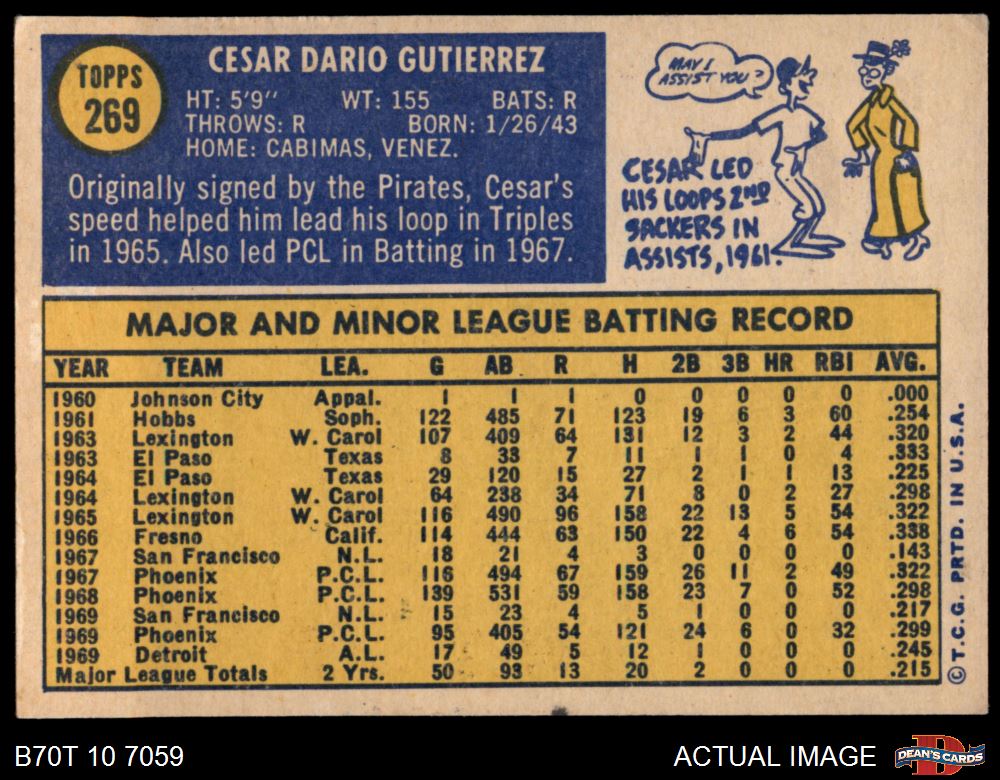 TOPPS
269
CESAR DARIO GUTIERREZ
HT: 5'9" WT: 155 BATS: R
THROWS: R BORN: 1/26/43
HOME: CABIMAS, VENEZ.
Originally signed by the Pirates, Cesar's
speed helped him lead his loop in Triples
in 1965. Also led PCL in Batting in 1967.
MAY I
ASSIST YOU?
CESAR LED
HIS LOOPS 2ND
SACKERS IN
ASSISTS, 1961.
MAJOR AND MINOR LEAGUE BATTING RECORD
YEAR TEAM LEA. G AB R H 2B 3B HR RBI AVG.
1960 Johnson City Appal. 1 1 1 0 0 0 0 0 .000
1961 Hobbs Soph. 122 485 71 123 19 6 3 60 .254
1963 Lexington W. Carol 107 409 64 131 12 3 2 44 .320
1963 El Paso Texas 8 33 7 11 1 1 0 4 .333
1964 El Paso Texas 29 120 15 27 2 1 1 13 .225
1964 Lexington W. Carol 64 238 34 71 8 0 2 27 .298
1965 Lexington W. Carol 116 490 96 158 22 13 5 54 .322
1966 Fresno Calif. 114 444 63 150 22 4 6 54 .338
1967 San Francisco N.L. 18 21 4 3 0 0 0 0 .143
1967 Phoenix P.C.L. 116 494 67 159 26 11 2 49 .322
1968 Phoenix P.C.L. 139 531 59 158 23 7 0 52 .298
1969 San Francisco N.L. 15 23 4 5 1 0 0 0 .217
1969 Phoenix P.C.L. 95 405 54 121 24 6 0 32 .299
1969 Detroit A.L. 17 49 5 12 1 0 0 0 .245
Major League Totals 2 Yrs. 50 93 13 20 2 0 0 0 .215
© T.C.G. PRTD. IN U.S.A.
B70T 10 7059
ACTUAL IMAGE
D
DEAN'S CARDS